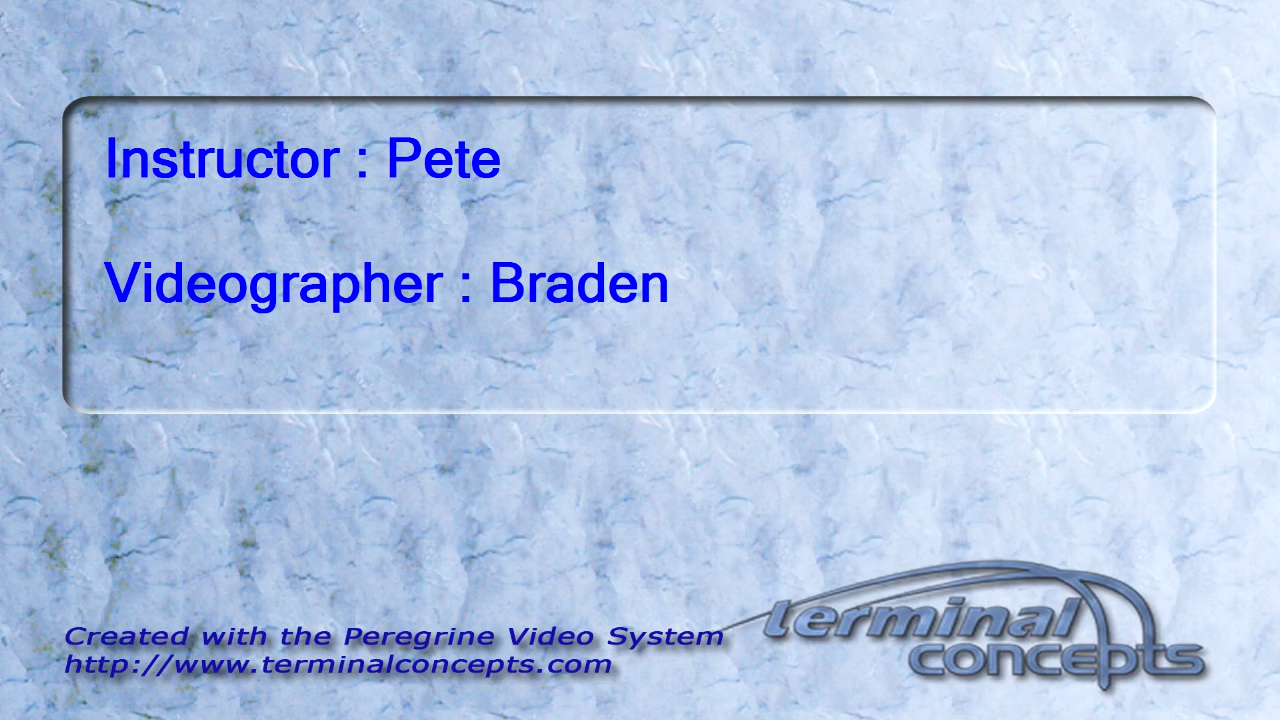 Instructor : Pete
Videographer : Braden
Created with the Peregrine Video System
http://www.terminalconcepts.com
terminal
concepts